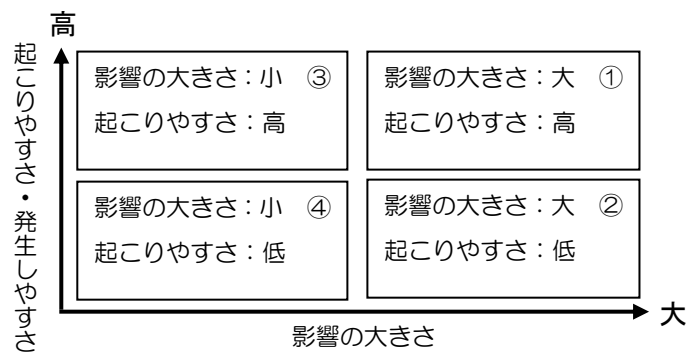 高
起こりやすさ・発生しやすさ
影響の大きさ：小　③
起こりやすさ：高
影響の大きさ：大　①
起こりやすさ：高
影響の大きさ：小　④
起こりやすさ：低
影響の大きさ：大　②
起こりやすさ：低
大
影響の大きさ